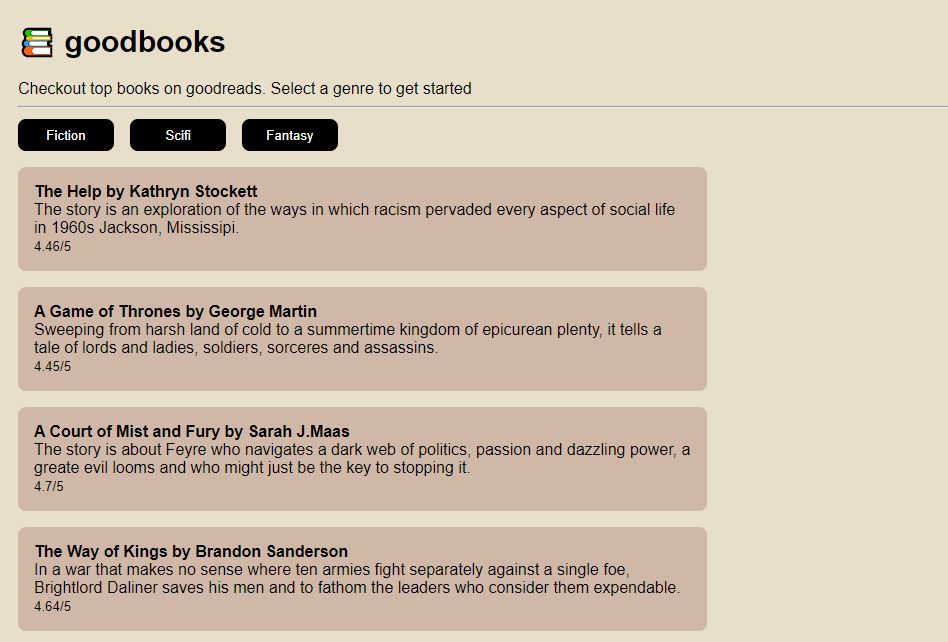 goodbooks
Checkout top books on goodreads. Select a genre to get started
Fiction
Scifi
Fantasy
The Help by Kathryn Stockett
The story is an exploration of the ways in which racism pervaded every aspect of social life
in 1960s Jackson, Mississipi.
4.46/5
A Game of Thrones by George Martin
Sweeping from harsh land of cold to a summertime kingdom of epicurean plenty, it tells a
tale of lords and ladies, soldiers, sorceres and assassins.
4.45/5
A Court of Mist and Fury by Sarah J.Maas
The story is about Feyre who navigates a dark web of politics, passion and dazzling power, a
greate evil looms and who might just be the key to stopping it.
4.7/5
The Way of Kings by Brandon Sanderson
In a war that makes no sense where ten armies fight separately against a single foe,
Brightlord Daliner saves his men and to fathom the leaders who consider them expendable.
4.64/5